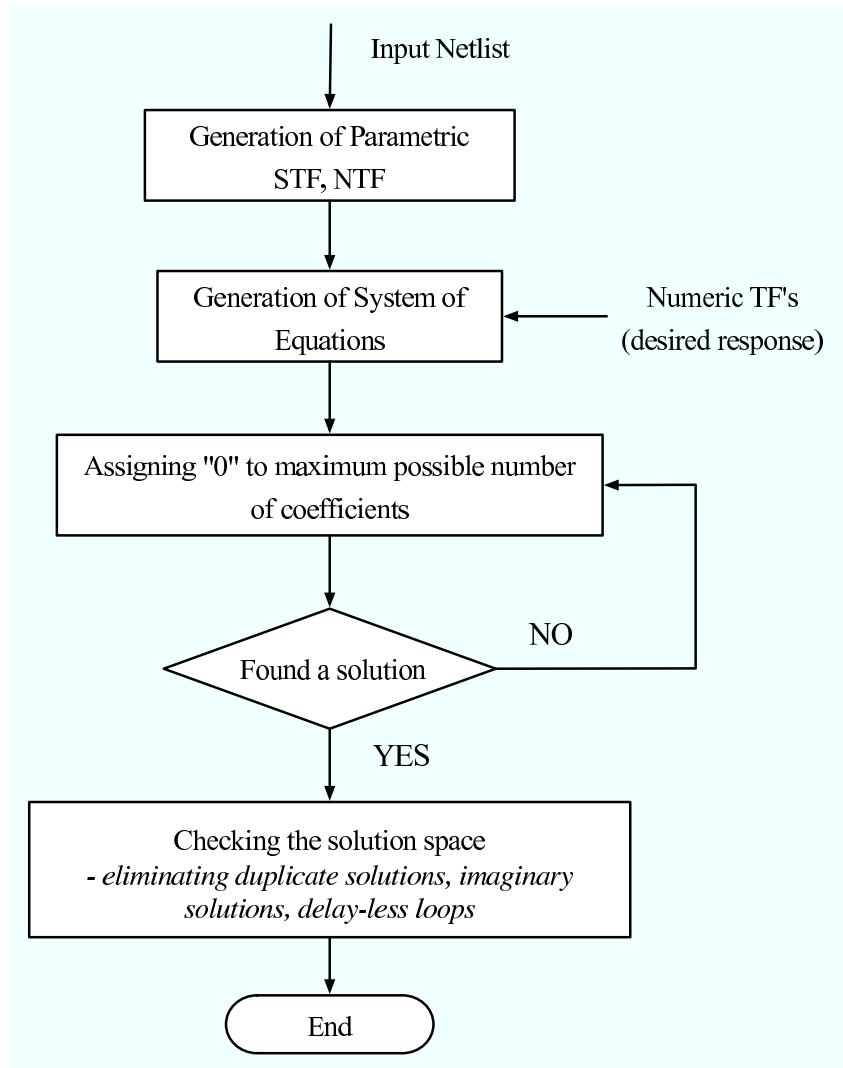 Input Netlist
Generation of Parametric
STF, NTF
Generation of System of
Equations
Numeric TF's
(desired response)
Assigning "0" to maximum possible number
of coefficients
Found a solution
NO
YES
Checking the solution space
- eliminating duplicate solutions, imaginary
solutions, delay-less loops
End